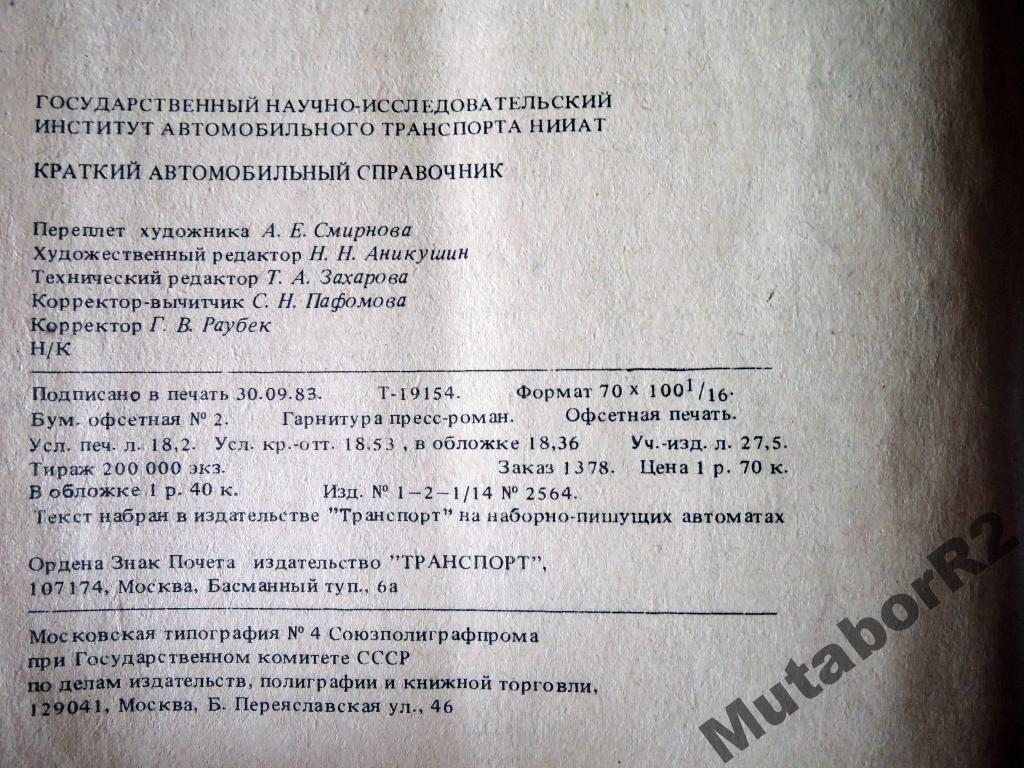 ГОСУДАРСТВЕННЫЙ НАУЧНО-ИССЛЕДОВАТЕЛЬСКИЙ
ИНСТИТУТ АВТОМОБИЛЬНОГО ТРАНСПОРТА НИИАТ
КРАТКИЙ АВТОМОБИЛЬНЫЙ СПРАВОЧНИК
Переплет художника А. Е. Смирнова
Художественный редактор Н. Н. Аникушин
Технический редактор Т. А. Захарова
Корректор-вычитчик С. Н. Пафомова
Корректор Г. В. Раубек
Н/К
Подписано в печать 30.09.83. Т-19154. Формат 70 х 100 1/16.
Бум. офсетная № 2. Гарнитура пресс-роман. Офсетная печать.
Усл. печ. л. 18,2. Усл. кр.-отт. 18,53 , в обложке 18,36 Уч.-изд. л. 27,5.
Тираж 200 000 экз. Заказ 1378. Цена 1 р. 70 к.
В обложке 1 р. 40 к. Изд. № 1-2-1/14 № 2564.
Текст набран в издательстве "Транспорт" на наборно-пишущих автоматах
Ордена Знак Почета издательство "ТРАНСПОРТ",
107174, Москва, Басманный туп., 6а
Московская типография № 4 Союзполиграфпрома
при Государственном комитете СССР
по делам издательств, полиграфии и книжной торговли,
129041, Москва, Б. Переяславская ул., 46
MutaborR2